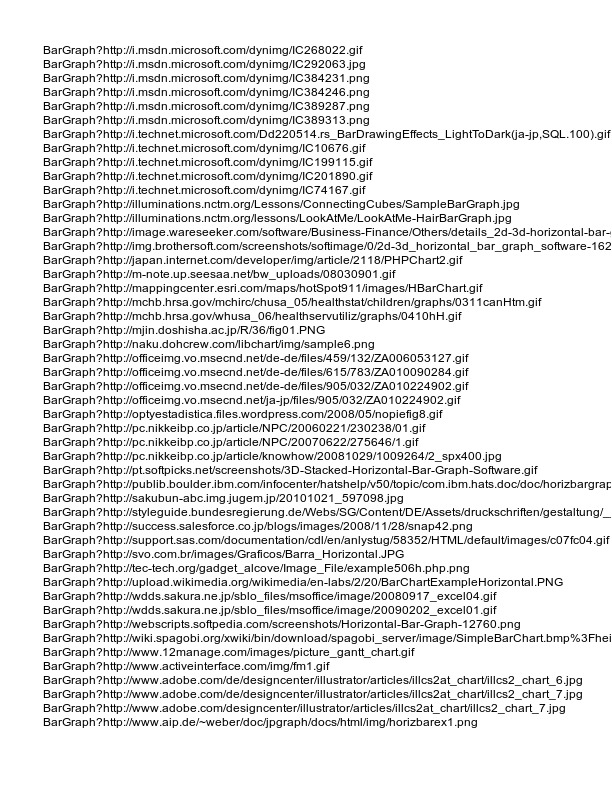 BarGraph?http://i.msdn.microsoft.com/dynimg/IC268022.gif
BarGraph?http://i.msdn.microsoft.com/dynimg/IC292063.jpg
BarGraph?http://i.msdn.microsoft.com/dynimg/IC384231.png
BarGraph?http://i.msdn.microsoft.com/dynimg/IC384246.png
BarGraph?http://i.msdn.microsoft.com/dynimg/IC389287.png
BarGraph?http://i.msdn.microsoft.com/dynimg/IC389313.png
BarGraph?http://i.technet.microsoft.com/Dd220514.rs_BarDrawingEffects_LightToDark(ja-jp,SQL.100).gif
BarGraph?http://i.technet.microsoft.com/dynimg/IC10676.gif
BarGraph?http://i.technet.microsoft.com/dynimg/IC199115.gif
BarGraph?http://i.technet.microsoft.com/dynimg/IC201890.gif
BarGraph?http://i.technet.microsoft.com/dynimg/IC74167.gif
BarGraph?http://illuminations.nctm.org/Lessons/ConnectingCubes/SampleBarGraph.jpg
BarGraph?http://illuminations.nctm.org/lessons/LookAtMe/LookAtMe-HairBarGraph.jpg
BarGraph?http://image.wareseeker.com/software/Business-Finance/Others/details_2d-3d-horizontal-bar-
BarGraph?http://img.brothersoft.com/screenshots/softimage/0/2d-3d_horizontal_bar_graph_software-162
BarGraph?http://japan.internet.com/developer/img/article/2118/PHPChart2.gif
BarGraph?http://m-note.up.seesaa.net/bw_uploads/08030901.gif
BarGraph?http://mappingcenter.esri.com/maps/hotSpot911/images/HBarChart.gif
BarGraph?http://mchb.hrsa.gov/mchirc/chusa_05/healthstat/children/graphs/0311canHtm.gif
BarGraph?http://mchb.hrsa.gov/whusa_06/healthservutiliz/graphs/0410hH.gif
BarGraph?http://mjin.doshisha.ac.jp/R/36/fig01.PNG
BarGraph?http://naku.dohcrew.com/libchart/img/sample6.png
BarGraph?http://officeimg.vo.msecnd.net/de-de/files/459/132/ZA006053127.gif
BarGraph?http://officeimg.vo.msecnd.net/de-de/files/615/783/ZA010090284.gif
BarGraph?http://officeimg.vo.msecnd.net/de-de/files/905/032/ZA010224902.gif
BarGraph?http://officeimg.vo.msecnd.net/ja-jp/files/905/032/ZA010224902.gif
BarGraph?http://optyestadistica.files.wordpress.com/2008/05/nopiefig8.gif
BarGraph?http://pc.nikkeibp.co.jp/article/NPC/20060221/230238/01.gif
BarGraph?http://pc.nikkeibp.co.jp/article/NPC/20070622/275646/1.gif
BarGraph?http://pc.nikkeibp.co.jp/article/knowhow/20081029/1009264/2_spx400.jpg
BarGraph?http://pt.softpicks.net/screenshots/3D-Stacked-Horizontal-Bar-Graph-Software.gif
BarGraph?http://publib.boulder.ibm.com/infocenter/hatshelp/v50/topic/com.ibm.hats.doc/doc/horizbargrap
BarGraph?http://sakubun-abc.img.jugem.jp/20101021_597098.jpg
BarGraph?http://styleguide.bundesregierung.de/Webs/SG/Content/DE/Assets/druckschriften/gestaltung/_
BarGraph?http://success.salesforce.co.jp/blogs/images/2008/11/28/snap42.png
BarGraph?http://support.sas.com/documentation/cdl/en/anlystug/58352/HTML/default/images/c07fc04.gif
BarGraph?http://svo.com.br/images/Graficos/Barra_Horizontal.JPG
BarGraph?http://tec-tech.org/gadget_alcove/Image_File/example506h.php.png
BarGraph?http://upload.wikimedia.org/wikimedia/en-labs/2/20/BarChartExampleHorizontal.PNG
BarGraph?http://wdds.sakura.ne.jp/sblo_files/msoffice/image/20080917_excel04.gif
BarGraph?http://wdds.sakura.ne.jp/sblo_files/msoffice/image/20090202_excel01.gif
BarGraph?http://webscripts.softpedia.com/screenshots/Horizontal-Bar-Graph-12760.png
BarGraph?http://wiki.spagobi.org/xwiki/bin/download/spagobi_server/image/SimpleBarChart.bmp%3Fhei
BarGraph?http://www.12manage.com/images/picture_gantt_chart.gif
BarGraph?http://www.activeinterface.com/img/fm1.gif
BarGraph?http://www.adobe.com/de/designcenter/illustrator/articles/illcs2at_chart/illcs2_chart_6.jpg
BarGraph?http://www.adobe.com/de/designcenter/illustrator/articles/illcs2at_chart/illcs2_chart_7.jpg
BarGraph?http://www.adobe.com/designcenter/illustrator/articles/illcs2at_chart/illcs2_chart_7.jpg
BarGraph?http://www.aip.de/~weber/doc/jpgraph/docs/html/img/horizbarex1.png